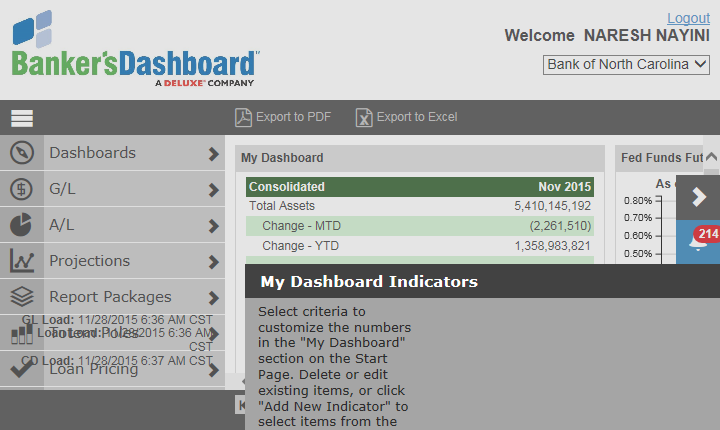 Logout
Welcome NARESH NAYINI
Banker'sDashboard™
A DELUXE® COMPANY
Bank of North Carolina
Export to PDF
Export to Excel
Dashboards
G/L
A/L
Projections
Report Packages
GL Load: 11/28/2015 6:36 AM CST
Totem Poles
Loan Load: 11/28/2015 6:36 AM
CST
CO Load: 11/28/2015 6:37 AM CST
Loan Pricing
My Dashboard
Consolidated Nov 2015
Total Assets 5,410,145,192
Change - MTD (2,261,510)
Change - YTD 1,358,983,821
Fed Funds Fut
As
0.80%
0.70%
0.60%
0.50%
214
My Dashboard Indicators
Select criteria to
customize the numbers
in the "My Dashboard"
section on the Start
Page. Delete or edit
existing items, or click
"Add New Indicator" to
select items from the